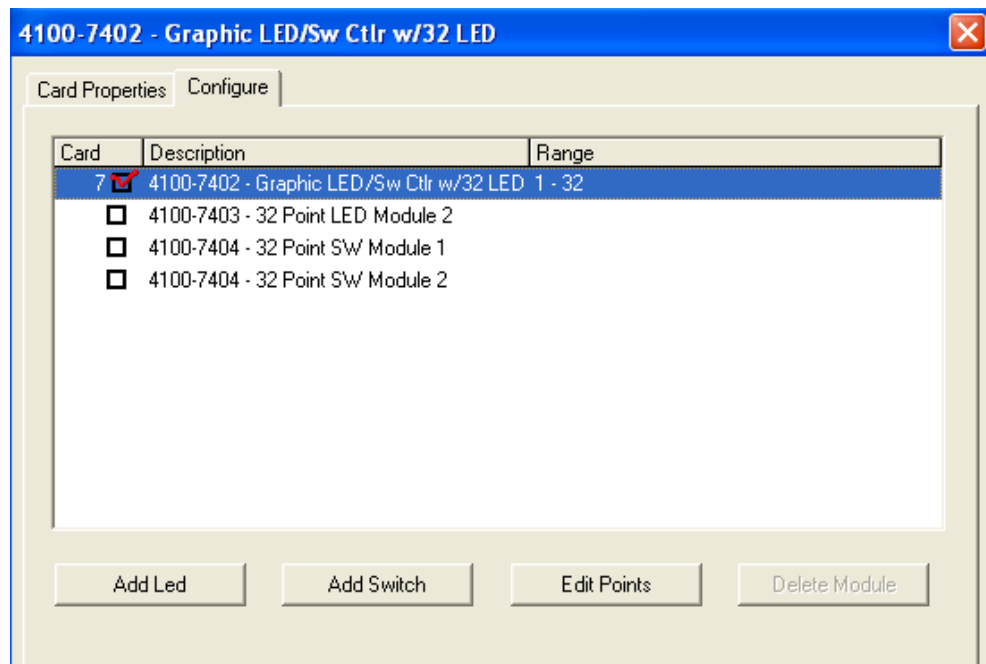 4100-7402 - Graphic LED/Sw Ctlr w/32 LED
Card Properties Configure
Card Description Range
7 4100-7402 - Graphic LED/Sw Ctlr w/32 LED 1 - 32
4100-7403 - 32 Point LED Module 2
4100-7404 - 32 Point SW Module 1
4100-7404 - 32 Point SW Module 2
Add Led Add Switch Edit Points Delete Module